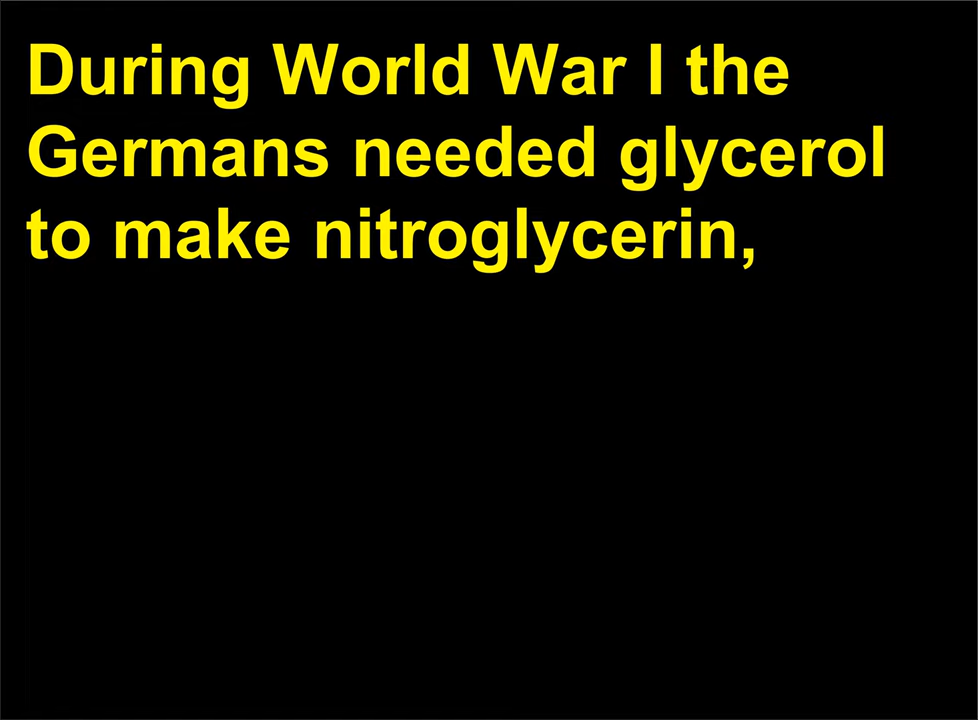 During World War I the
Germans needed glycerol
to make nitroglycerin,